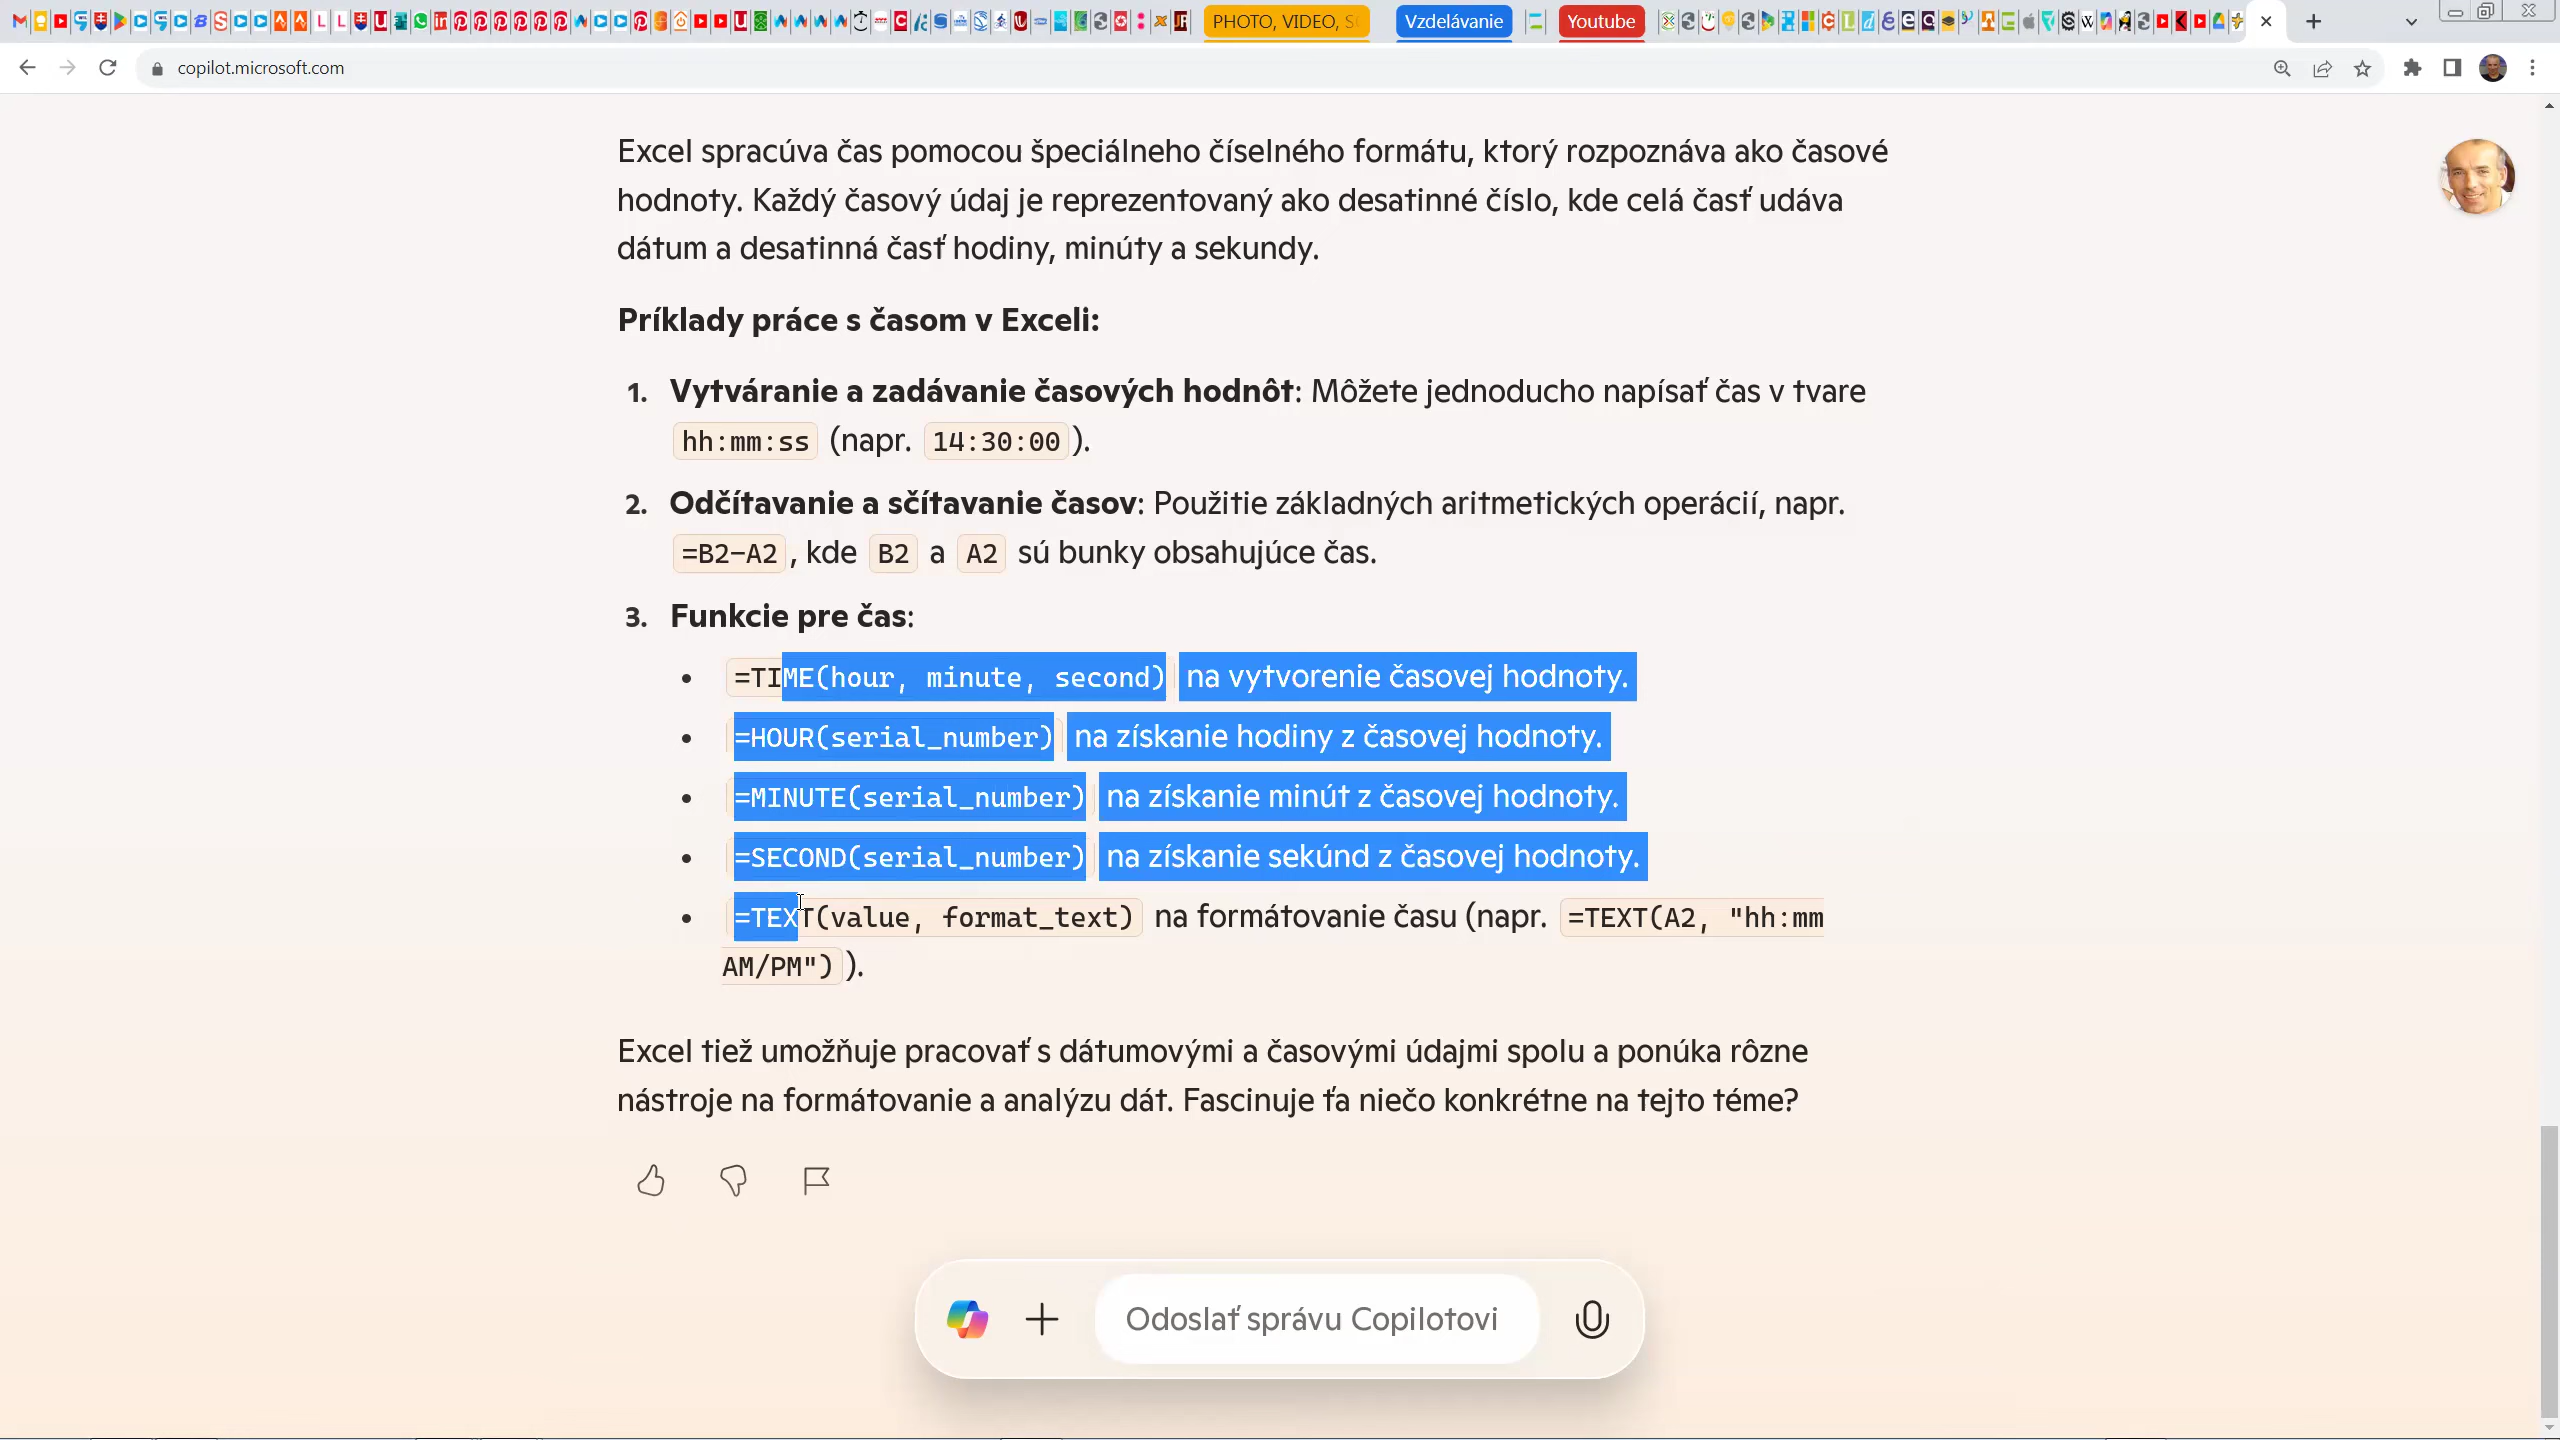 PHOTO, VIDEO, S
Vzdelávanie
Youtube
copilot.microsoft.com
Excel spracúva čas pomocou špeciálneho číselného formátu, ktorý rozpoznáva ako časové
hodnoty. Každý časový údaj je reprezentovaný ako desatinné číslo, kde celá časť udáva
dátum a desatinná časť hodiny, minúty a sekundy.
Príklady práce s časom v Exceli:
1. Vytváranie a zadávanie časových hodnôt: Môžete jednoducho napísať čas v tvare
hh:mm:ss (napr. 14:30:00).
2. Odčítavanie a sčítavanie časov: Použitie základných aritmetických operácií, napr.
=B2-A2, kde B2 a A2 sú bunky obsahujúce čas.
3. Funkcie pre čas:
• =TIME(hour, minute, second) na vytvorenie časovej hodnoty.
• =HOUR(serial_number) na získanie hodiny z časovej hodnoty.
• =MINUTE(serial_number) na získanie minút z časovej hodnoty.
• =SECOND(serial_number) na získanie sekúnd z časovej hodnoty.
• =TEXT(value, format_text) na formátovanie času (napr. =TEXT(A2, "hh:mm
AM/PM")).
Excel tiež umožňuje pracovať s dátumovými a časovými údajmi spolu a ponúka rôzne
nástroje na formátovanie a analýzu dát. Fascinuje ťa niečo konkrétne na tejto téme?
Odoslať správu Copilotovi